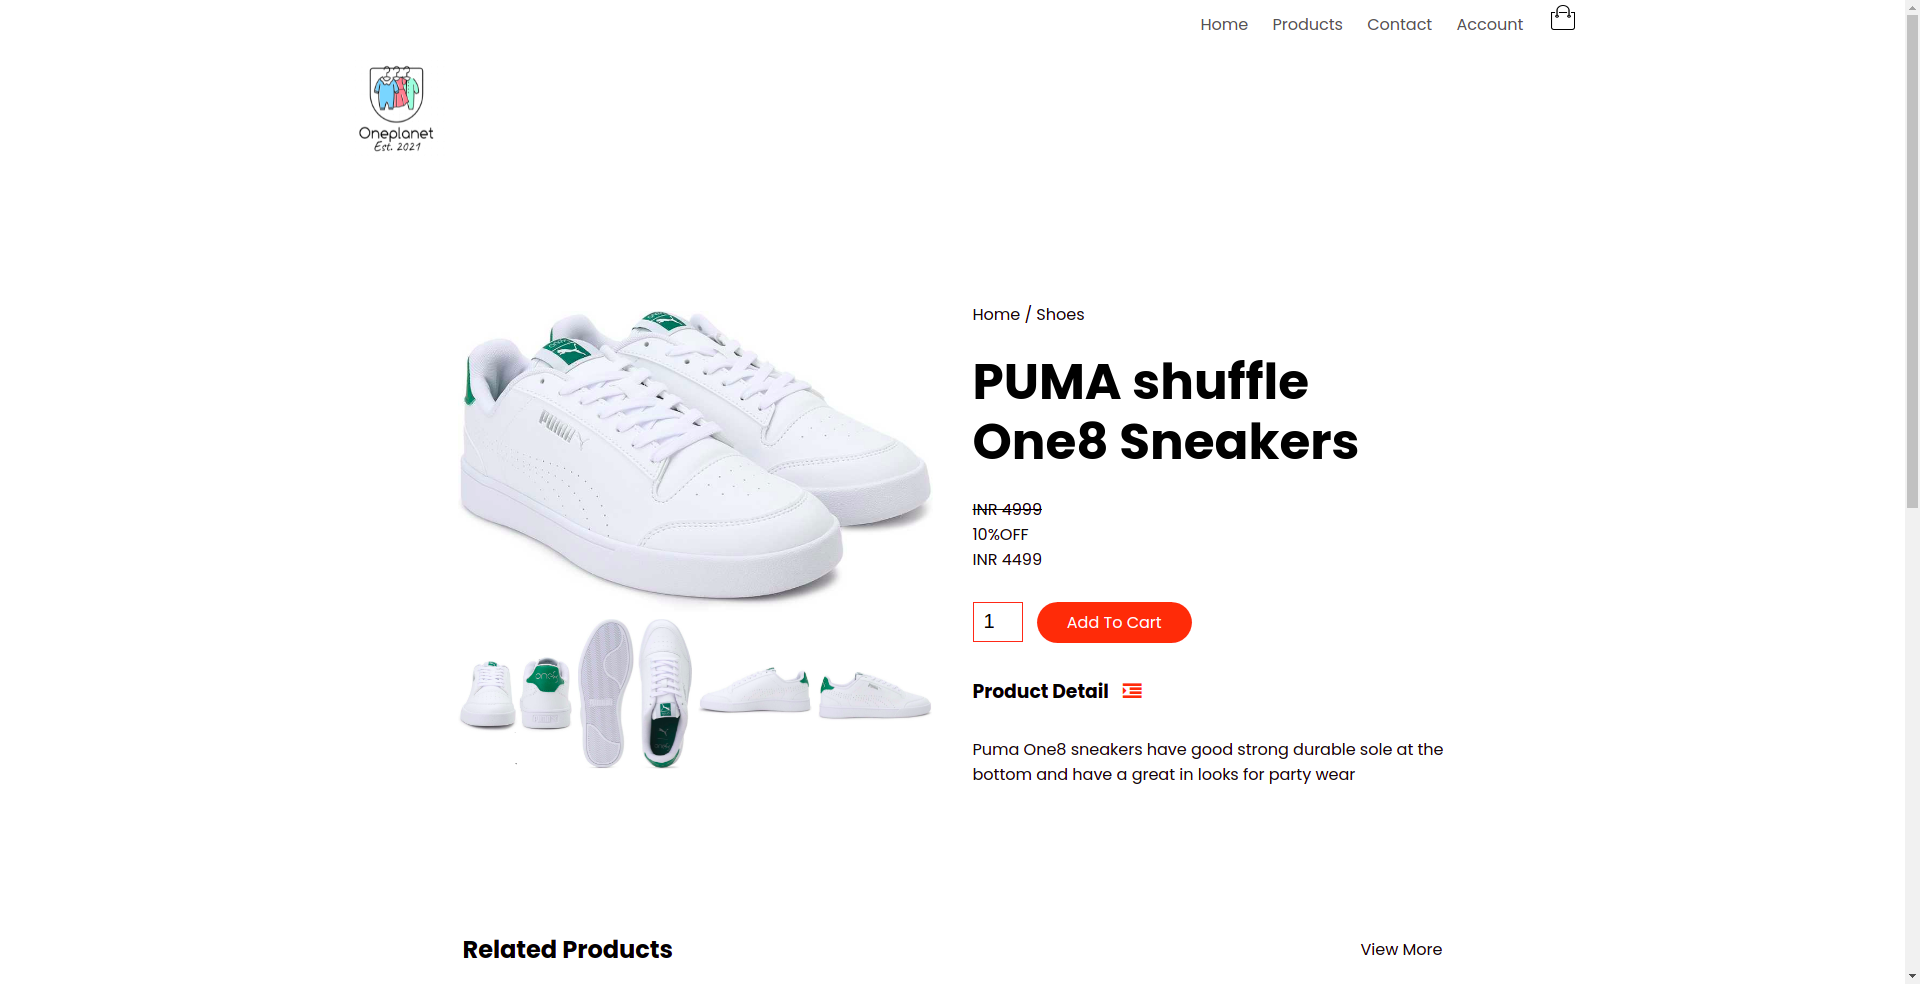 Home Products Contact Account
Oneplanet
Est. 2021
Home / Shoes
PUMA shuffle
One8 Sneakers
INR 4999
10%OFF
INR 4499
1
Add To Cart
Product Detail
Puma One8 sneakers have good strong durable sole at the
bottom and have a great in looks for party wear
PUMA
Related Products
View More